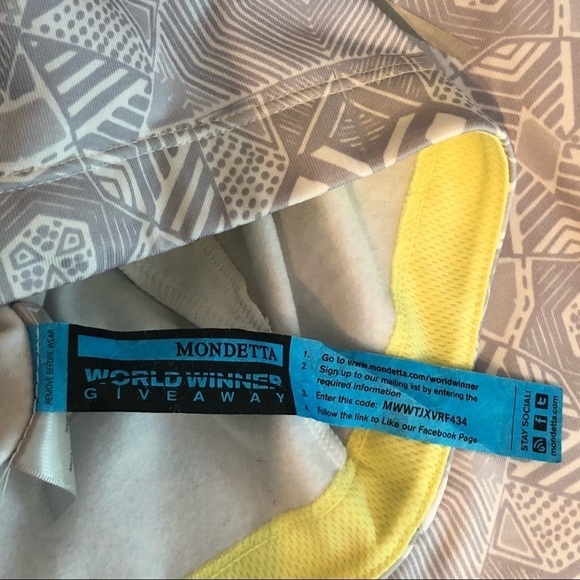 REMOVE BEFORE WEAR
MONDETTA
WORLD WINNER
GIVEAWAY
1. Go to www.mondetta.com/worldwinner
2. Sign up to our mailing list by entering the
required information
3. Enter this code: MWWTJXVRF434
4. Follow the link to Like our Facebook Page
STAY SOCIAL!
mondetta.com